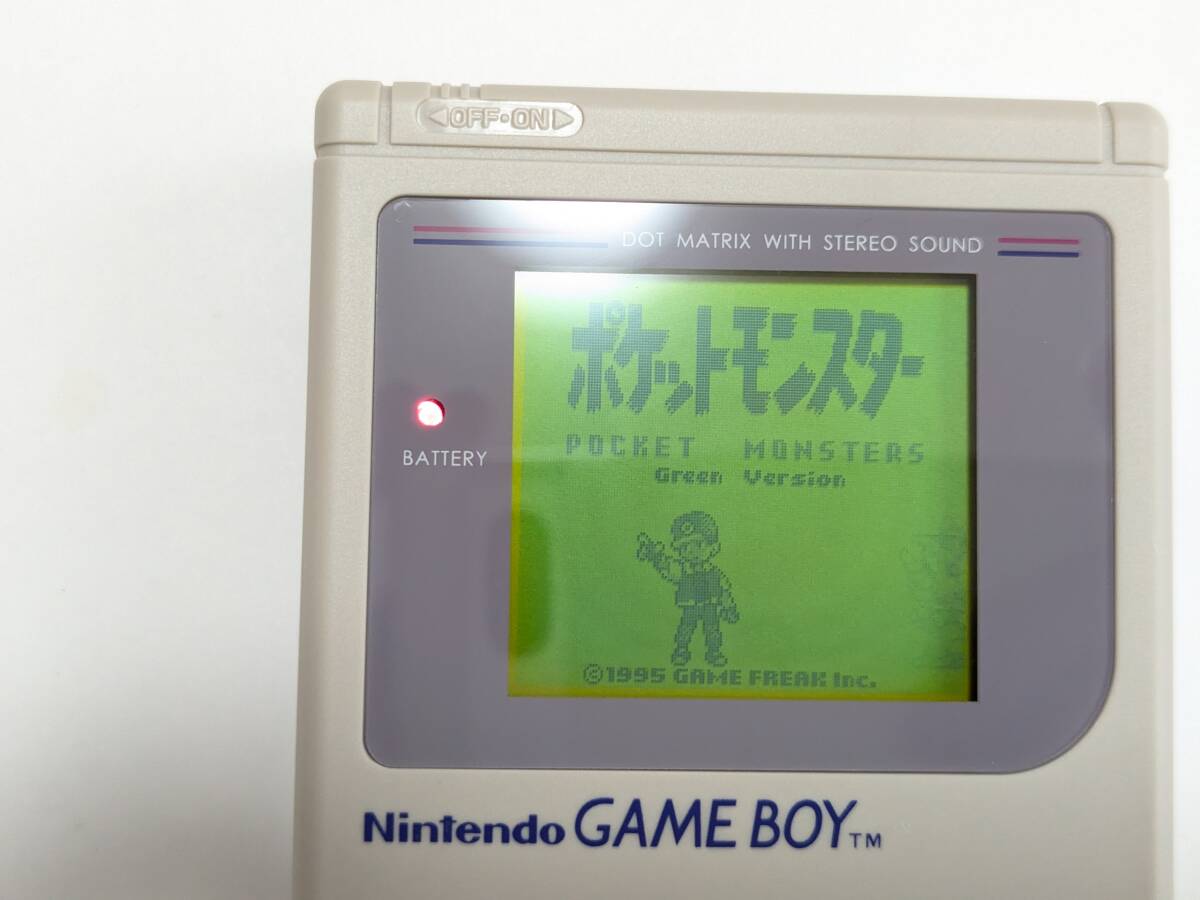 ◁OFF•ON▷
DOT MATRIX WITH STEREO SOUND
ポケットモンスター
POCKET MONSTERS
Green Version
BATTERY
©1995 GAME FREAK Inc.
Nintendo GAME BOY™